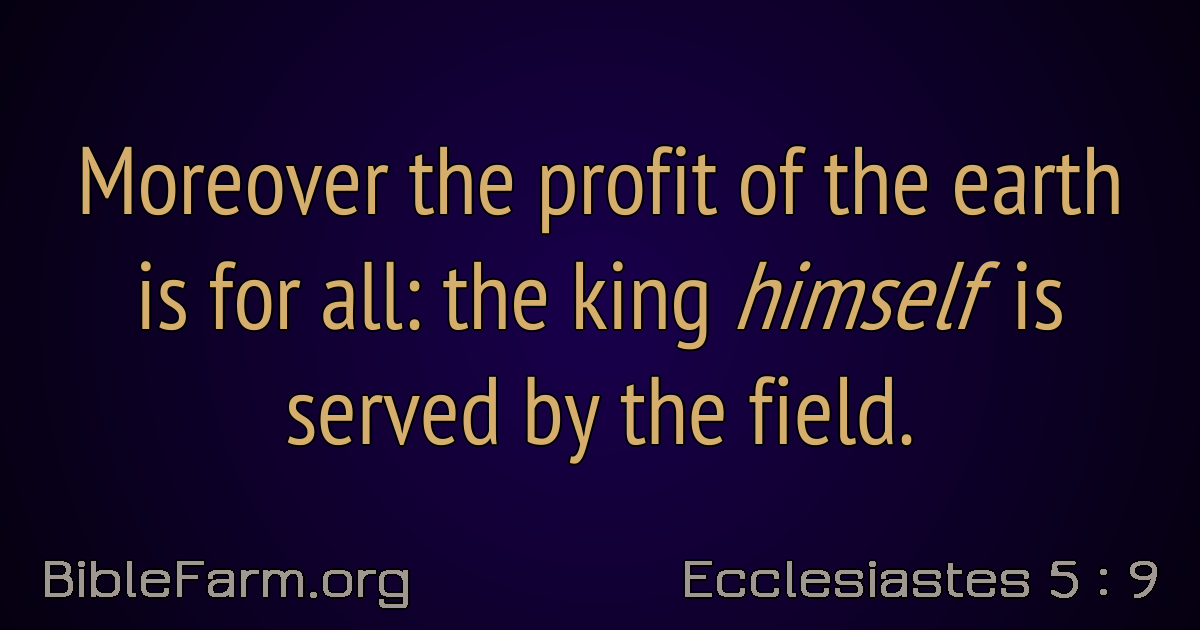 Moreover the profit of the earth
is for all: the king himself is
served by the field.
BibleFarm.org
Ecclesiastes 5 : 9